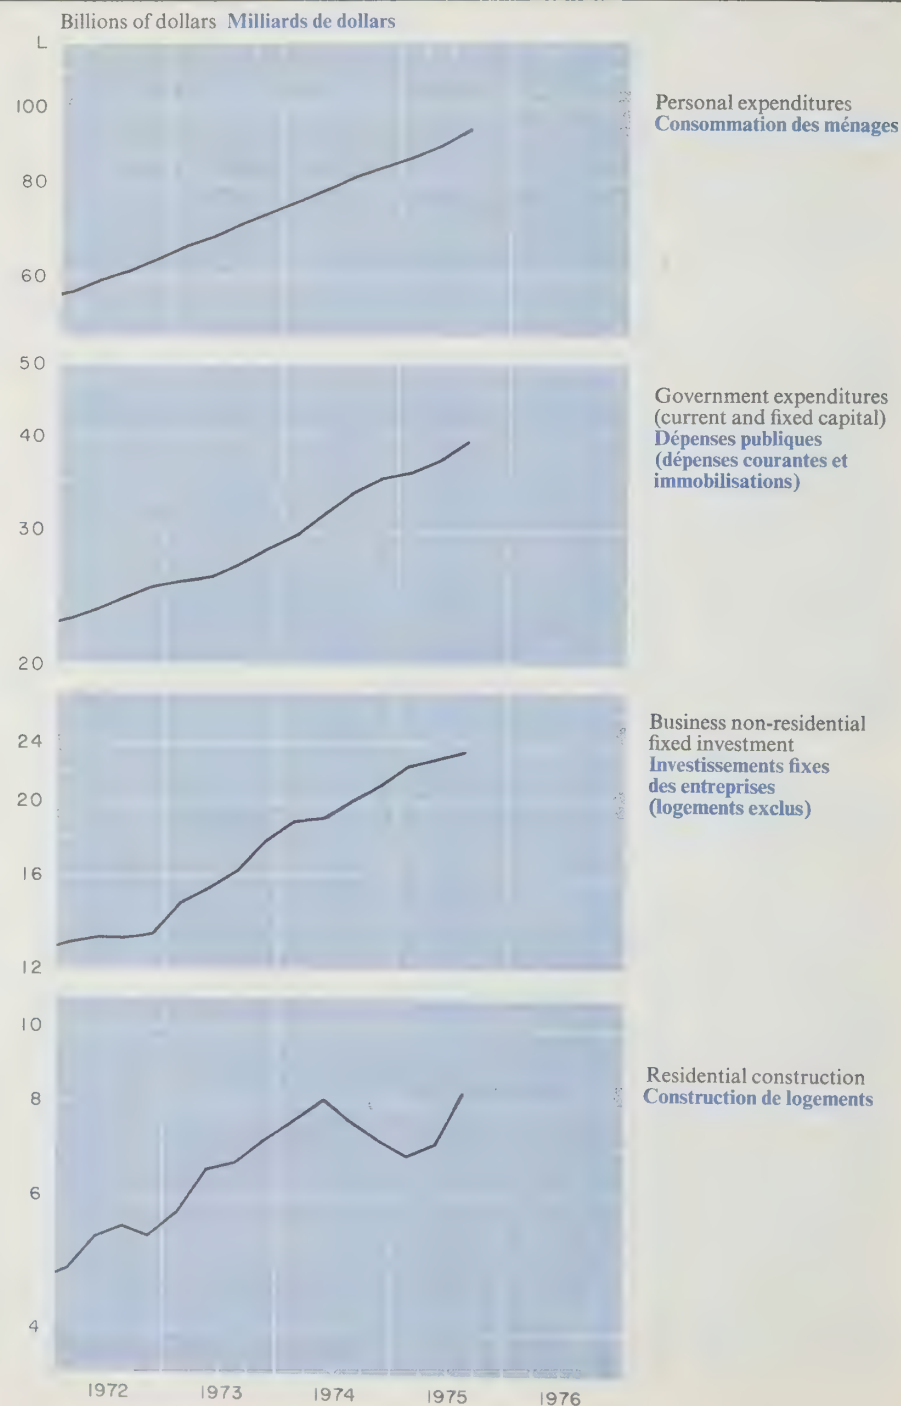 Billions of dollars Milliards de dollars
L
100
80
60
Personal expenditures
Consommation des ménages
50
40
30
20
Government expenditures
(current and fixed capital)
Dépenses publiques
(dépenses courantes et
immobilisations)
24
20
16
12
Business non-residential
fixed investment
Investissements fixes
des entreprises
(logements exclus)
10
8
6
4
Residential construction
Construction de logements
1972 1973 1974 1975 1976